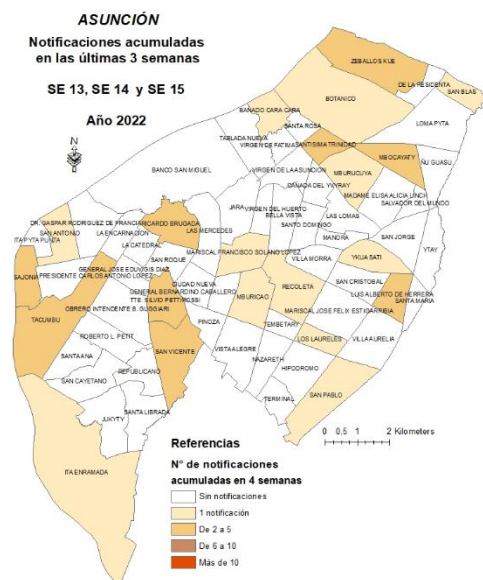 ASUNCIÓN
Notificaciones acumuladas
en las últimas 3 semanas
SE 13, SE 14 y SE 15
Año 2022
ZEBALLOS KUE
DE LA RESIDENTA
SAN BLAS
BOTANICO
LOMA PYTA
BAÑADO CARA CARA
SANTA ROSA
TABLADA NUEVA
VIRGEN DE FATIMA
SANTISIMA TRINIDAD
MBOCAYATY
ÑU GUASU
BANCO SAN MIGUEL
VIRGEN DE LA ASUNCION
MBURUCUYA
CAÑADA DEL YVYRAY
MADAME ELISA ALICIA LINCH
SALVADOR DEL MUNDO
JARA
VIRGEN DEL HUERTO
BELLA VISTA
LAS LOMAS
DR. GASPAR RODRIGUEZ DE FRANCIA
RICARDO BRUGADA
SAN ANTONIO
LA ENCARNACION
LAS MERCEDES
SANTO DOMINGO
ITA PYTA PUNTA
LA CATEDRAL
MANORA
SAN JORGE
SAN ROQUE
MARISCAL FRANCISCO SOLANO LOPEZ
VILLA MORRA
YKUA SATI
YTAY
SAJONIA
GENERAL JOSE EDUVIGIS DIAZ
CIUDAD NUEVA
PRESIDENTE CARLOS ANTONIO LOPEZ
GENERAL BERNARDINO CABALLERO
RECOLETA
SAN CRISTOBAL
LUIS ALBERTO DE HERRERA
SANTA MARIA
TACUMBU
OBRERO INTENDENTE B. GUGGIARI
TTE. SILVIO PETTIROSSI
MBURICAO
MARISCAL JOSE FELIX ESTIGARRIBIA
ROBERTO L. PETIT
PINOZA
TEMBETARY
LOS LAURELES
VILLA AURELIA
SANTA ANA
SAN VICENTE
VISTA ALEGRE
NAZARETH
REPUBLICANO
HIPODROMO
SAN CAYETANO
SAN PABLO
JUKYTY
SANTA LIBRADA
TERMINAL
ITA ENRAMADA
0 0,5 1 2 Kilometers
Referencias
N° de notificaciones
acumuladas en 4 semanas
Sin notificaciones
1 notificación
De 2 a 5
De 6 a 10
Más de 10